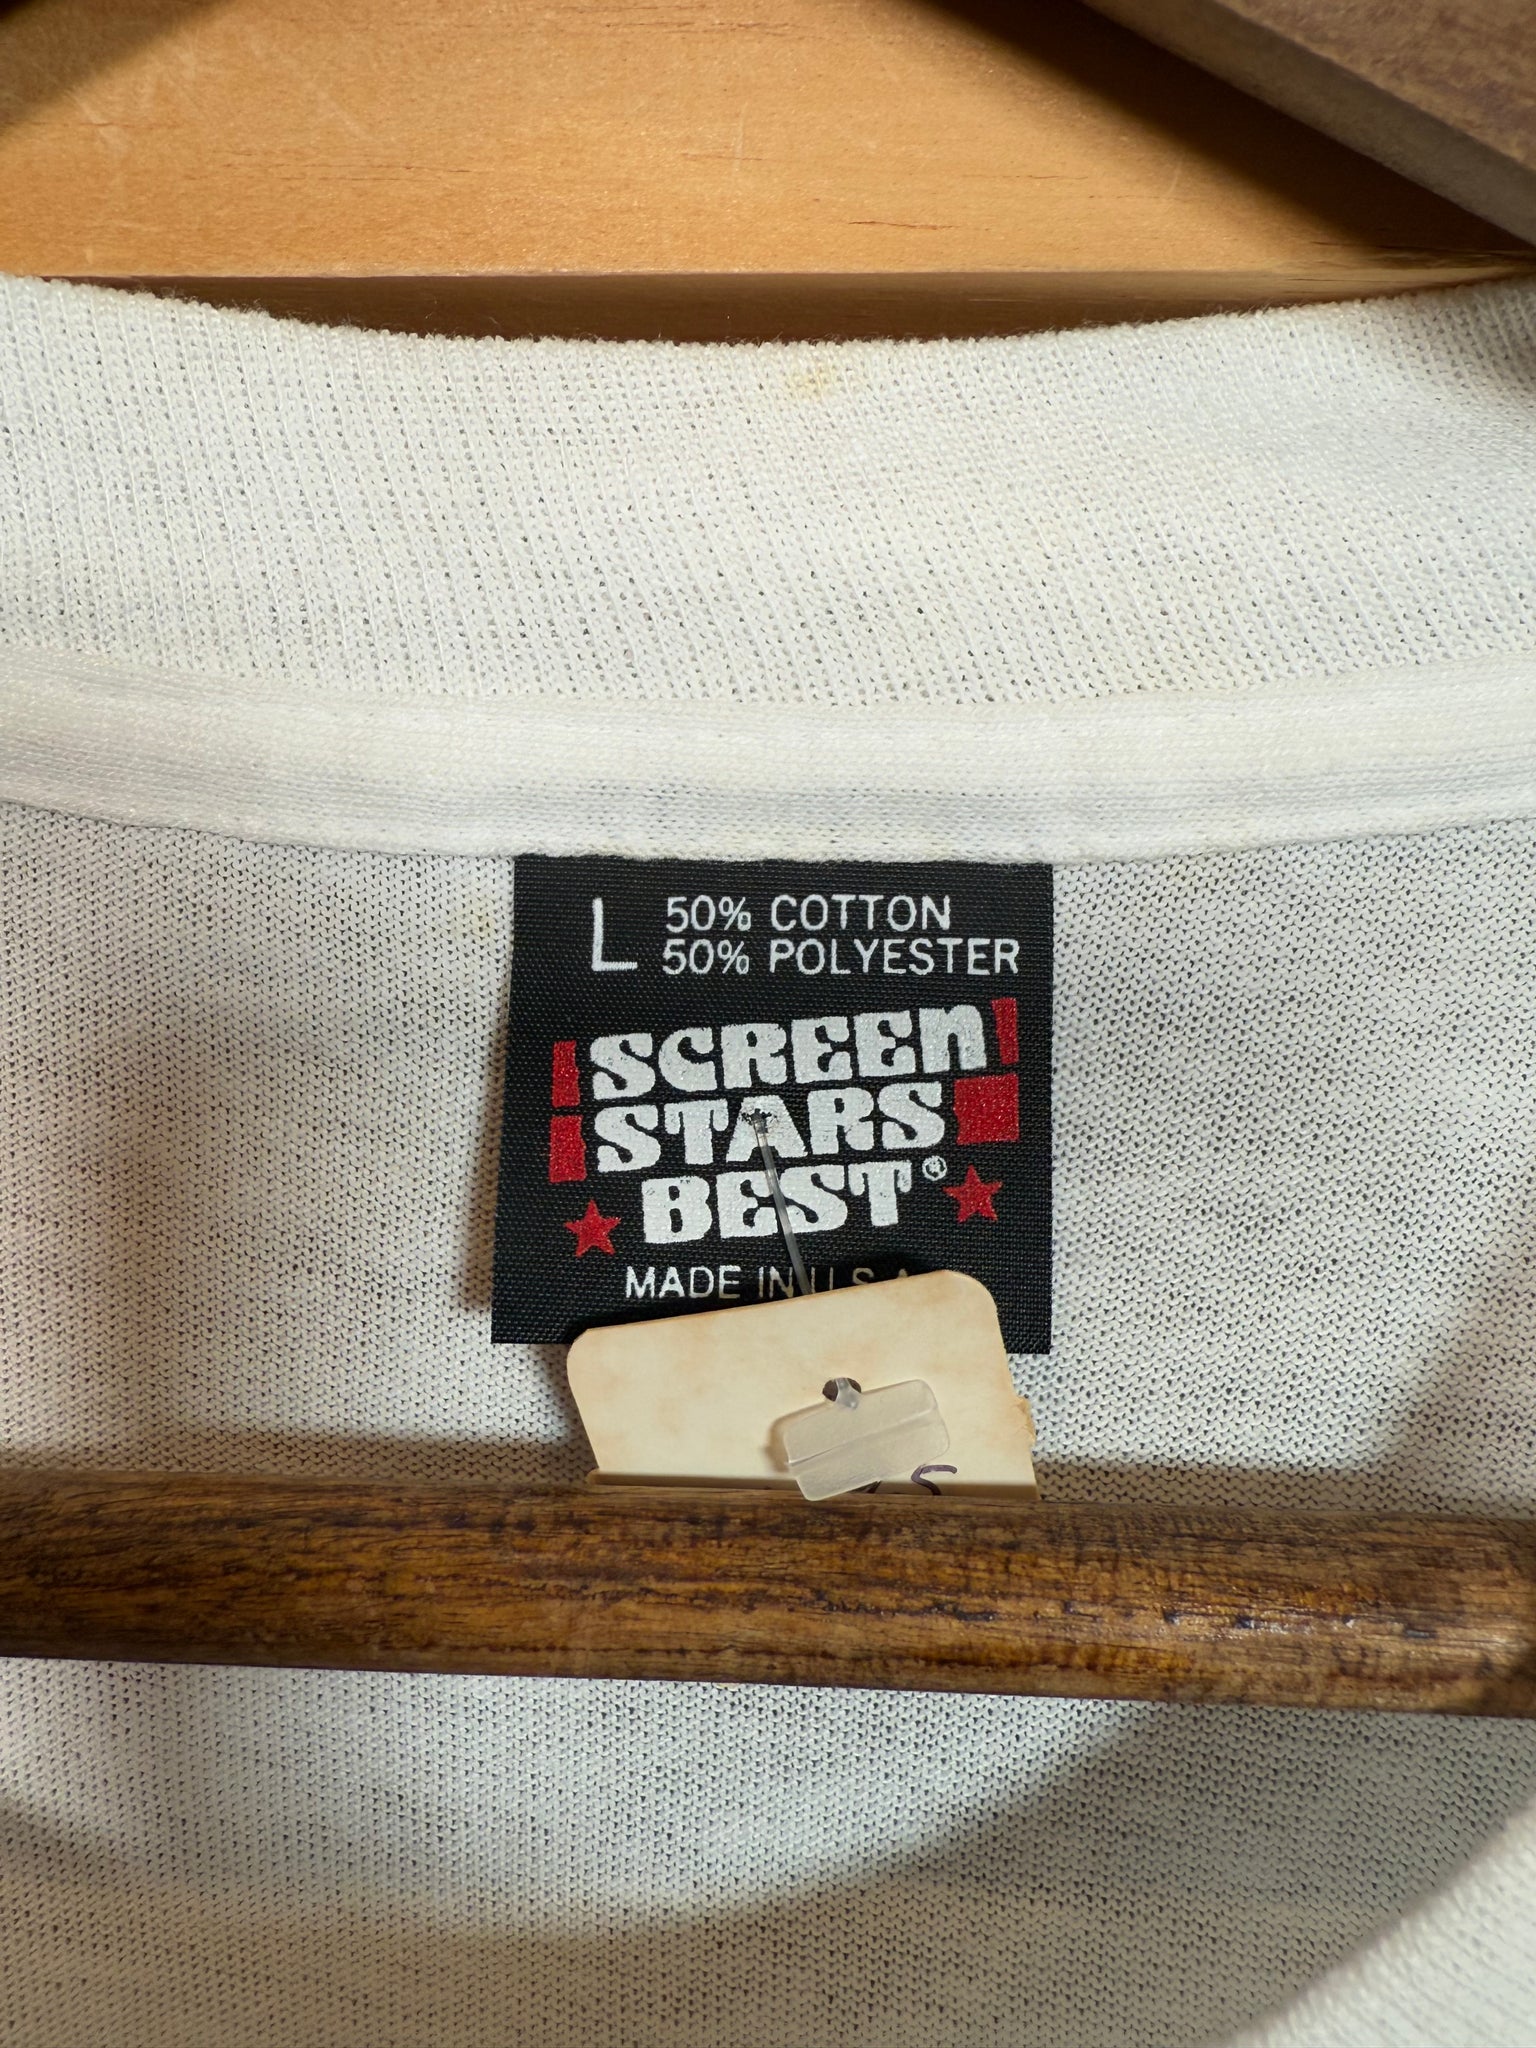 L 50% COTTON
50% POLYESTER
SCREEN
STARS
BEST®
MADE IN U.S.A.